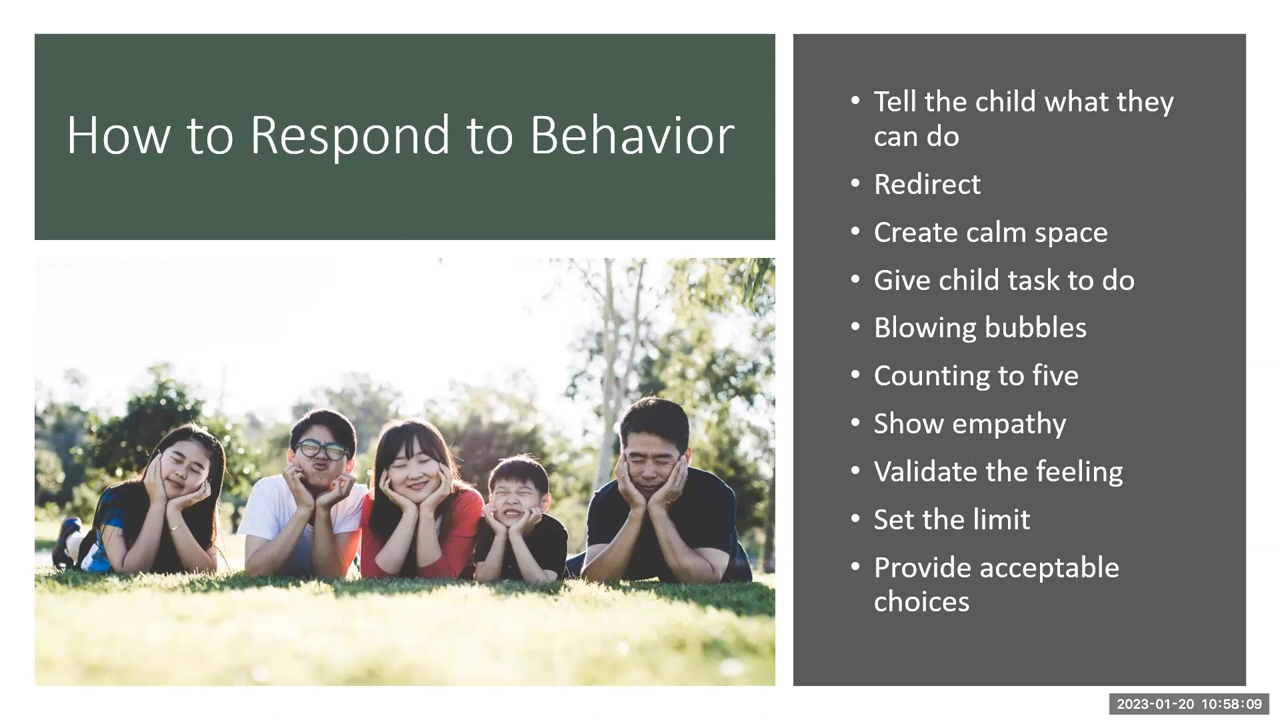 How to Respond to Behavior
• Tell the child what they
can do
• Redirect
• Create calm space
• Give child task to do
• Blowing bubbles
• Counting to five
• Show empathy
• Validate the feeling
• Set the limit
• Provide acceptable
choices
2023-01-20 10:58:09